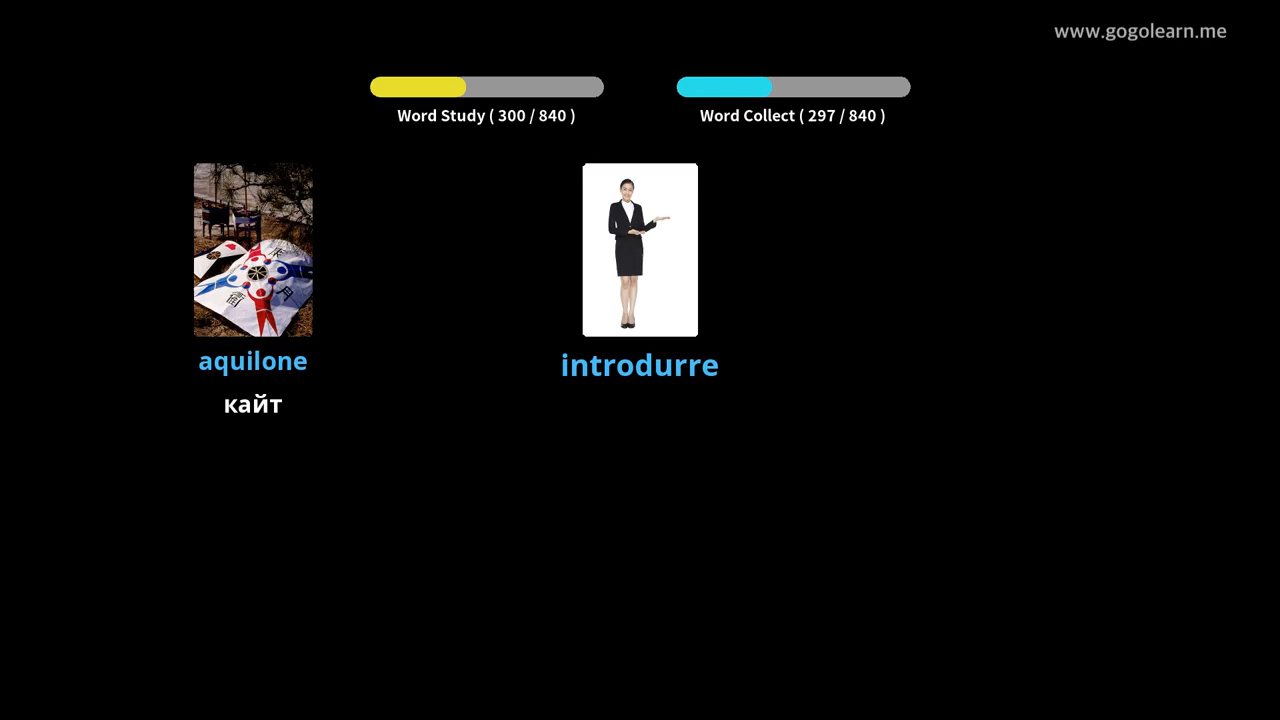 www.gogolearn.me
Word Study ( 300 / 840 )
Word Collect ( 297 / 840 )
aquilone
introdurre
кайт